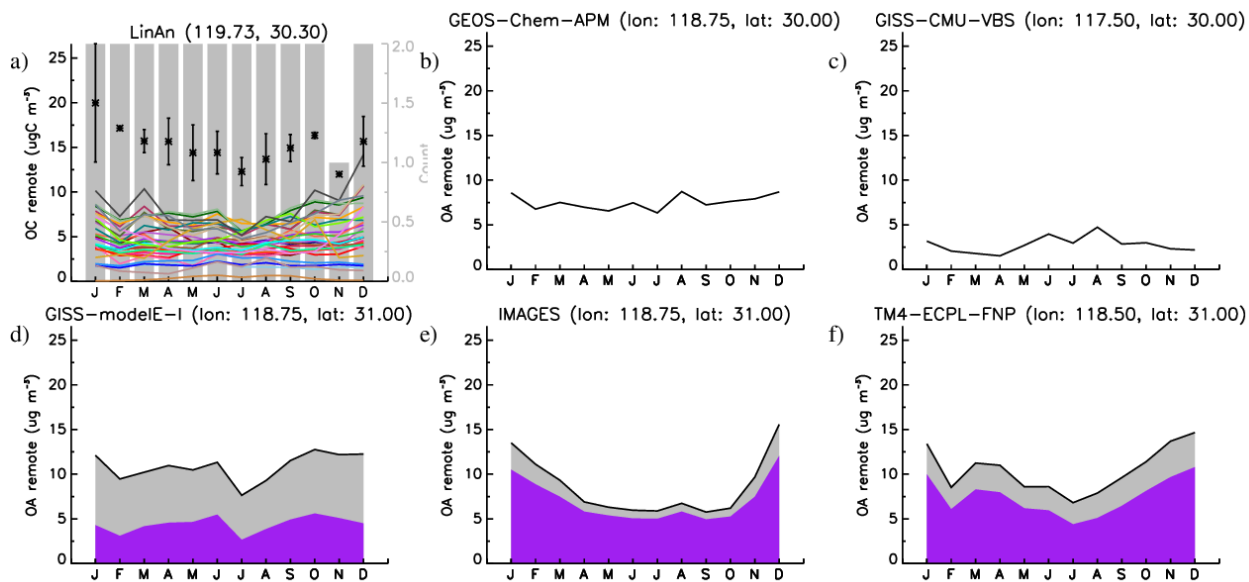 a) LinAn (119.73, 30.30)
OC remote (ugC m⁻³)
25
20
15
10
5
0
2.0
1.5
1.0
0.5
0.0
Count
J F M A M J J A S O N D
b) GEOS-Chem-APM (lon: 118.75, lat: 30.00)
OA remote (ug m⁻³)
25
20
15
10
5
0
J F M A M J J A S O N D
c) GISS-CMU-VBS (lon: 117.50, lat: 30.00)
OA remote (ug m⁻³)
25
20
15
10
5
0
J F M A M J J A S O N D
d) GISS-modelE-I (lon: 118.75, lat: 31.00)
OA remote (ug m⁻³)
25
20
15
10
5
0
J F M A M J J A S O N D
e) IMAGES (lon: 118.75, lat: 31.00)
OA remote (ug m⁻³)
25
20
15
10
5
0
J F M A M J J A S O N D
f) TM4-ECPL-FNP (lon: 118.50, lat: 31.00)
OA remote (ug m⁻³)
25
20
15
10
5
0
J F M A M J J A S O N D